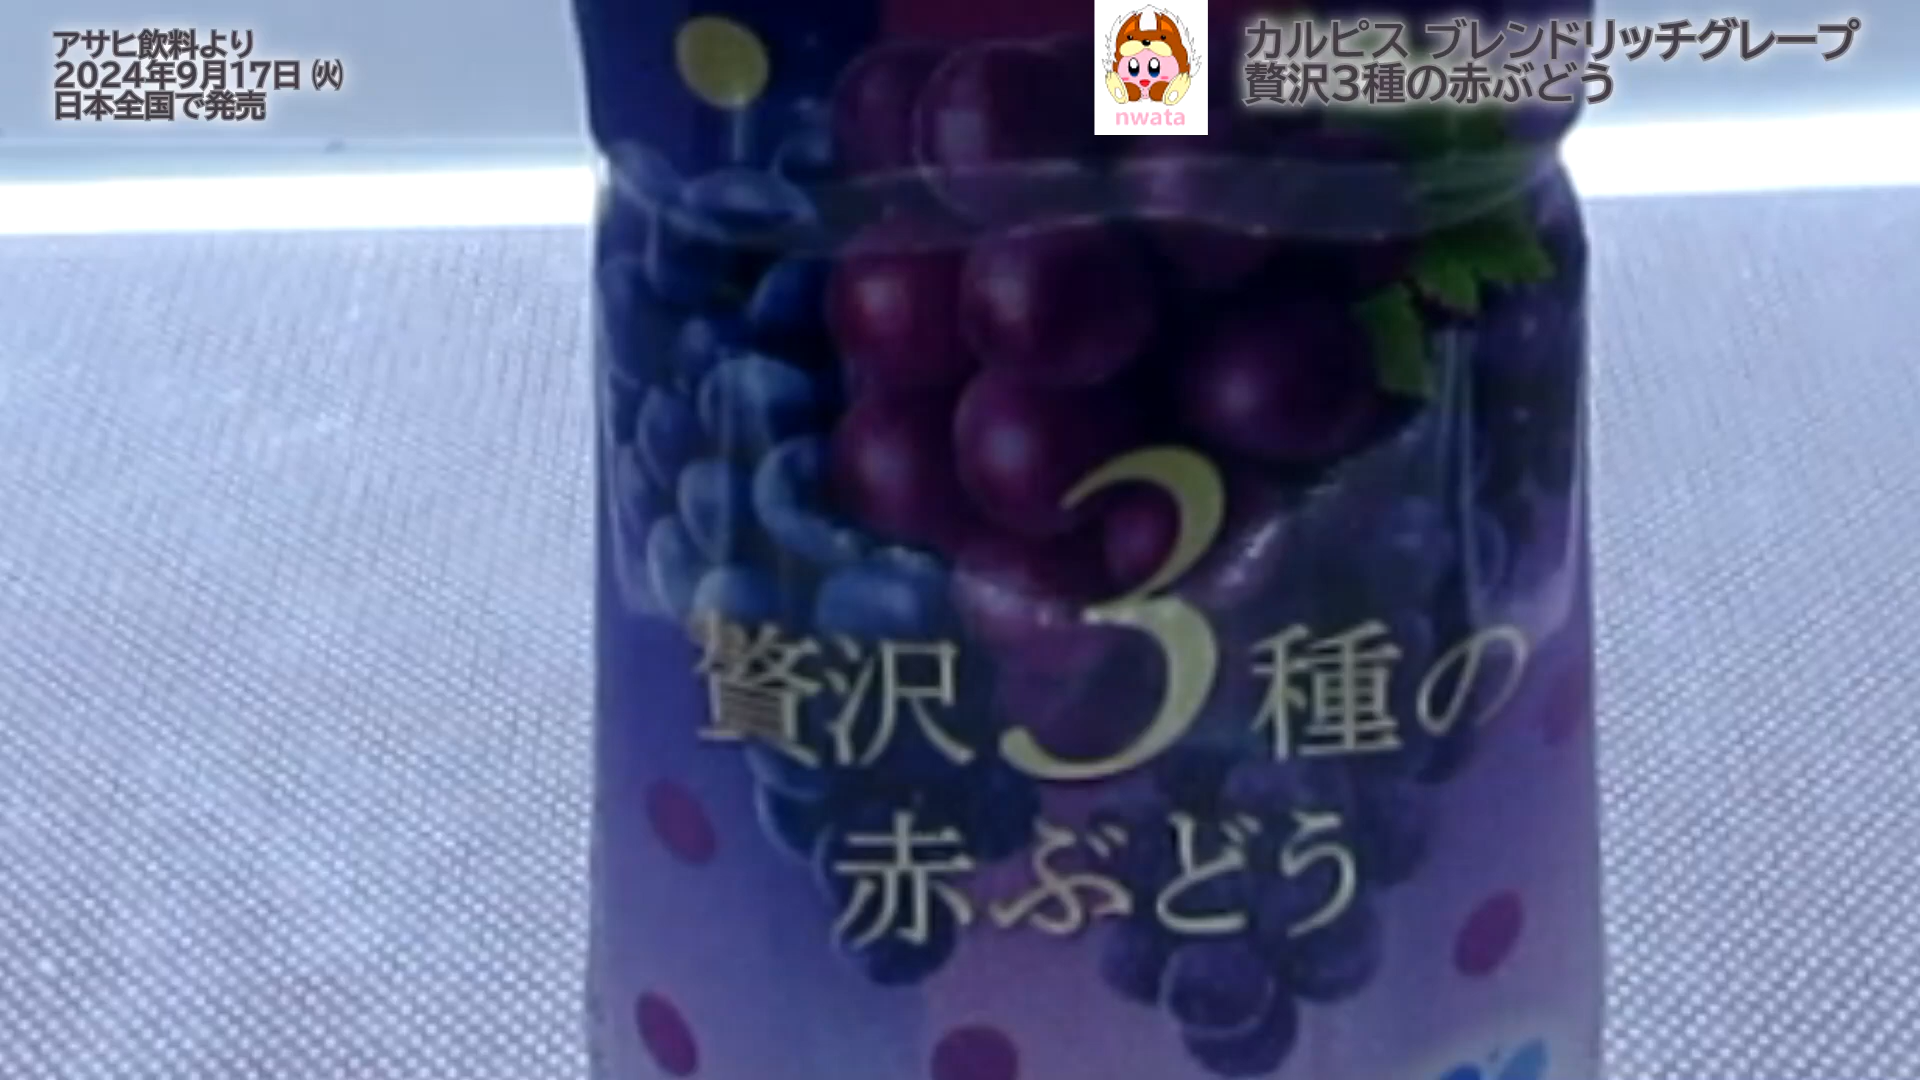 アサヒ飲料より
2024年9月17日 ㈫
日本全国で発売
nwata
カルピス ブレンドリッチグレープ
贅沢3種の赤ぶどう
贅沢3種の
赤ぶどう